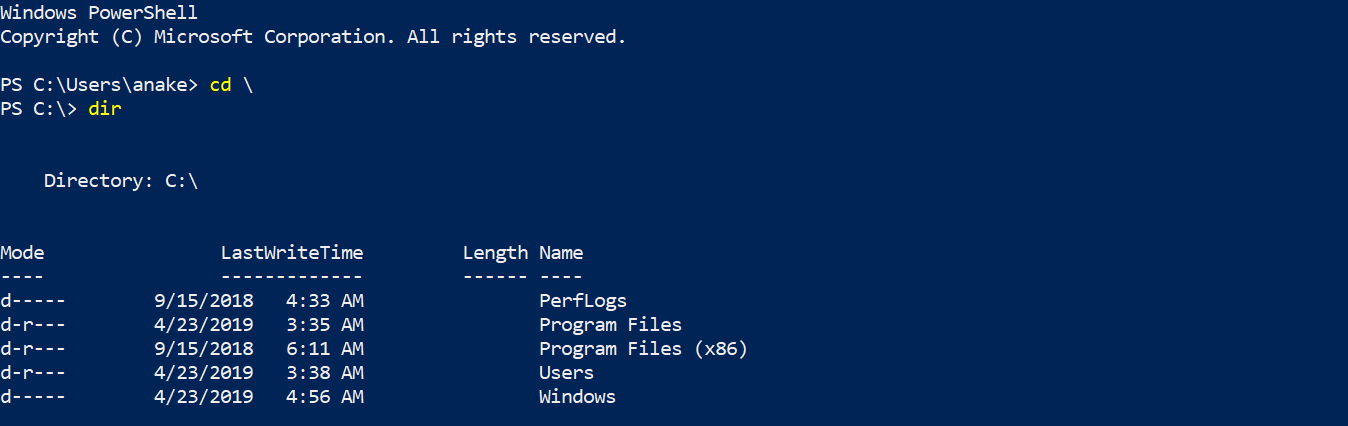 Windows PowerShell
Copyright (C) Microsoft Corporation. All rights reserved.
PS C:\Users\anake> cd \
PS C:\> dir
Directory: C:\
Mode LastWriteTime Length Name
---- ------------- ------ ----
d----- 9/15/2018 4:33 AM PerfLogs
d-r--- 4/23/2019 3:35 AM Program Files
d-r--- 9/15/2018 6:11 AM Program Files (x86)
d-r--- 4/23/2019 3:38 AM Users
d----- 4/23/2019 4:56 AM Windows